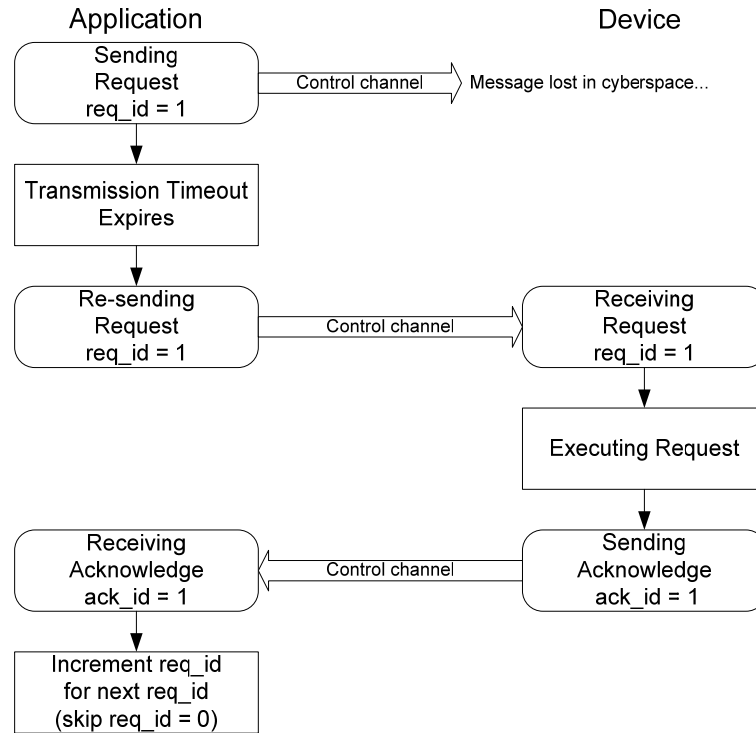 Application
Device
Sending
Request
req_id = 1
Control channel
Message lost in cyberspace...
Transmission Timeout
Expires
Re-sending
Request
req_id = 1
Control channel
Receiving
Request
req_id = 1
Executing Request
Receiving
Acknowledge
ack_id = 1
Control channel
Sending
Acknowledge
ack_id = 1
Increment req_id
for next req_id
(skip req_id = 0)